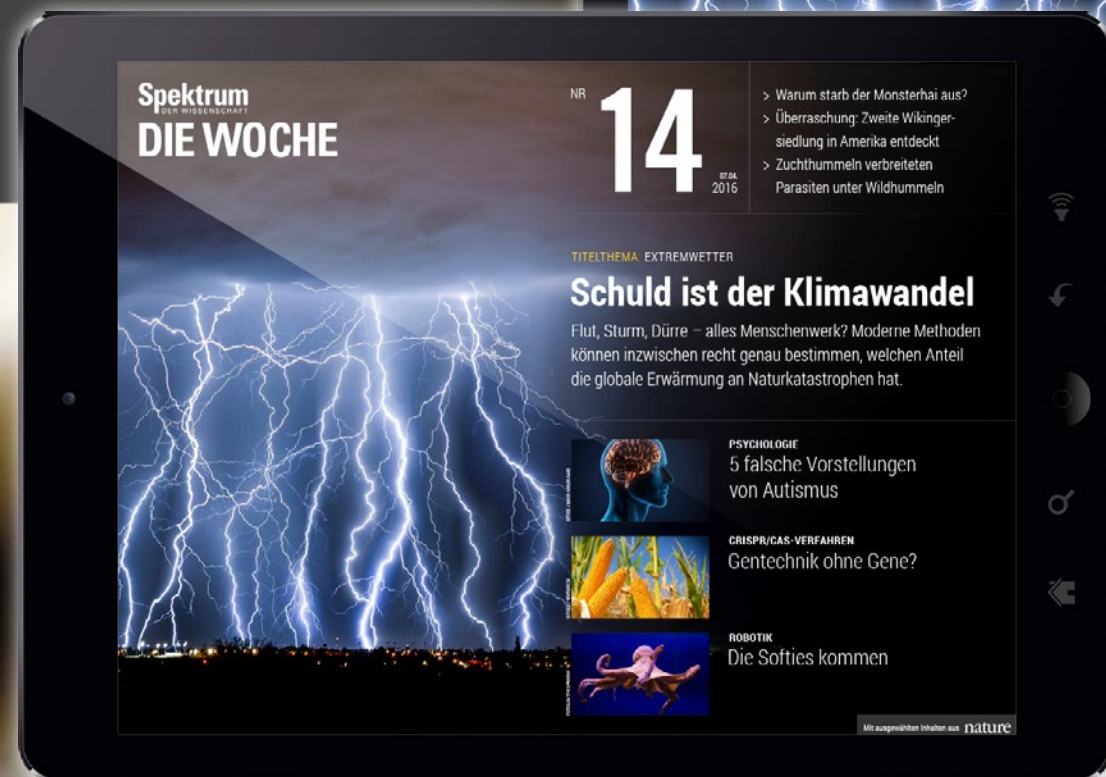 Spektrum
DER WISSENSCHAFT
DIE WOCHE
NR
14
07.04.
2016
> Warum starb der Monsterhai aus?
> Überraschung: Zweite Wikinger-
siedlung in Amerika entdeckt
> Zuchthummeln verbreiteten
Parasiten unter Wildhummeln
TITELTHEMA: EXTREMWETTER
Schuld ist der Klimawandel
Flut, Sturm, Dürre – alles Menschenwerk? Moderne Methoden
können inzwischen recht genau bestimmen, welchen Anteil
die globale Erwärmung an Naturkatastrophen hat.
PSYCHOLOGIE
5 falsche Vorstellungen
von Autismus
CRISPR/CAS-VERFAHREN
Gentechnik ohne Gene?
ROBOTIK
Die Softies kommen
Mit ausgewählten Inhalten aus nature